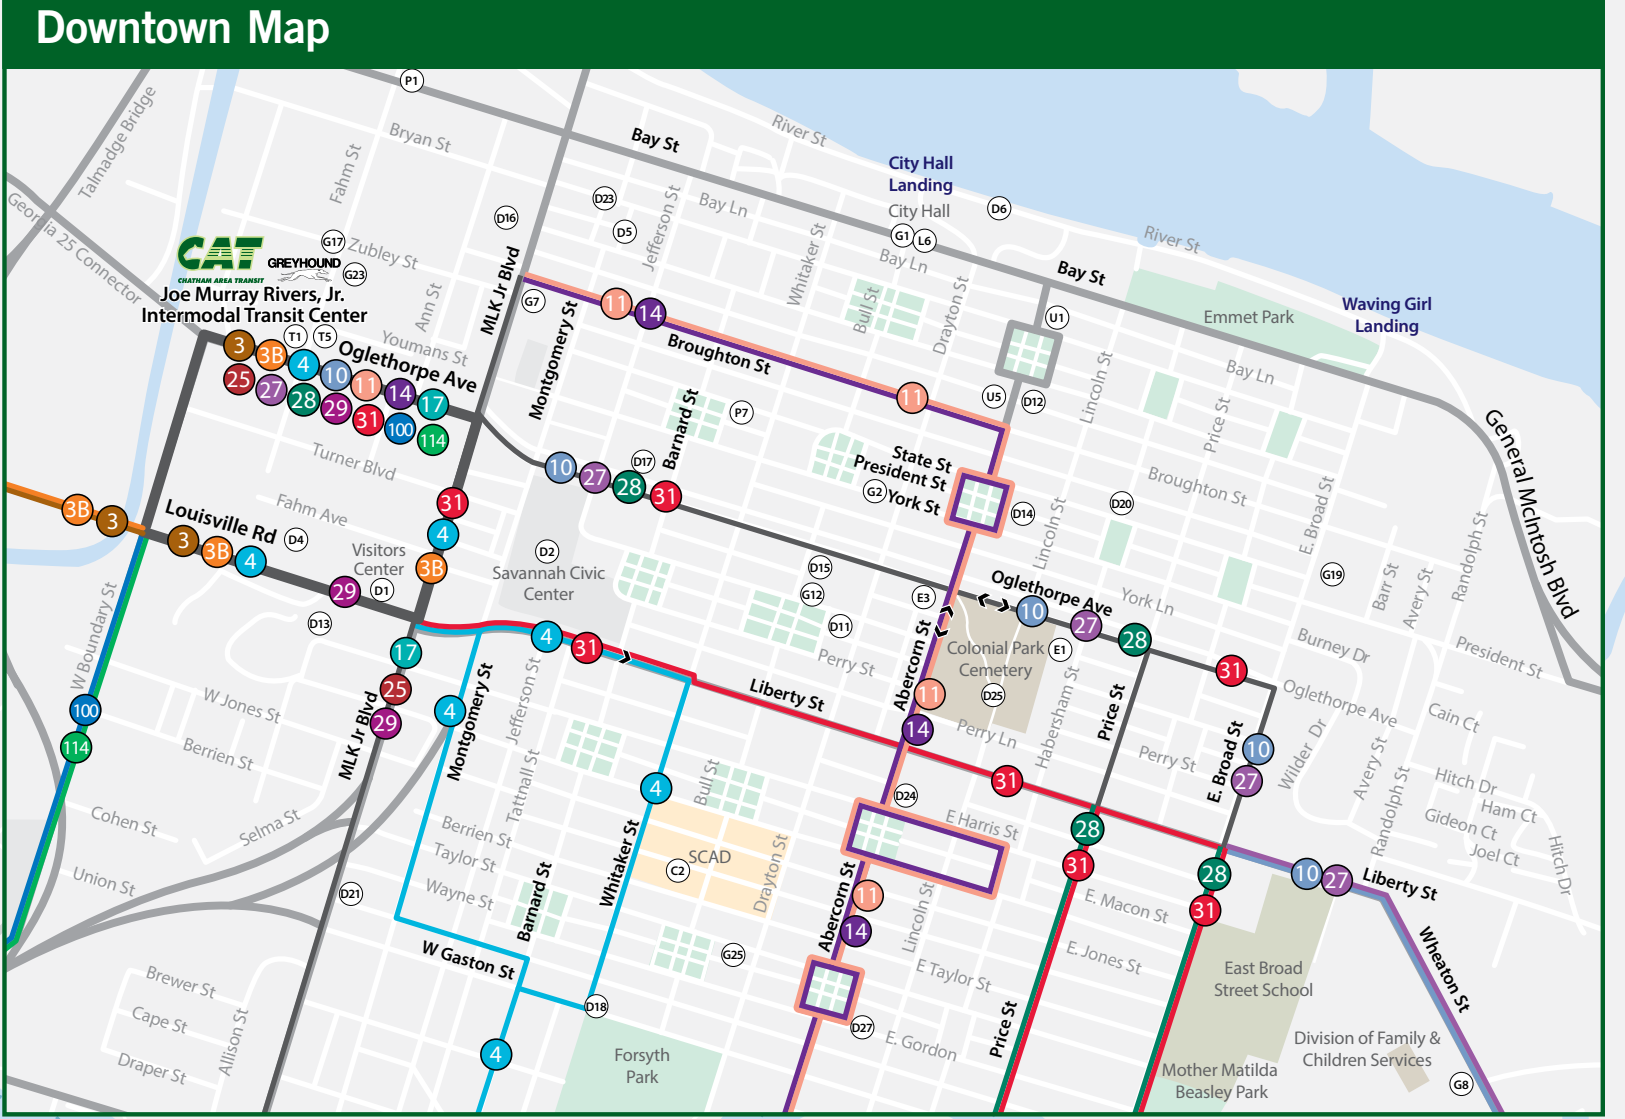 Downtown Map
P1
Talmadge Bridge
Bryan St
Bay St
River St
Fahm St
City Hall
Landing
City Hall
D6
D23
D5
D16
Jefferson St
Bay Ln
G1
L6
River St
Georgia 25 Connector
G17
Zubley St
CAT
CHATHAM AREA TRANSIT
GREYHOUND
G23
Joe Murray Rivers, Jr.
Intermodal Transit Center
T1
T5
Ann St
Youmans St
MLK Jr Blvd
G7
Montgomery St
11
14
Broughton St
Whitaker St
Bay Ln
Bull St
Drayton St
Bay St
U1
Emmet Park
Waving Girl
Landing
Oglethorpe Ave
3
3B
4
10
11
14
17
25
27
28
29
31
100
114
Turner Blvd
Barnard St
P7
11
U5
D12
Lincoln St
Bay Ln
Price St
General McIntosh Blvd
10
27
28
D17
31
State St
President St
York St
G2
D14
D20
Broughton St
E. Broad St
Randolph St
3B
3
Louisville Rd
Fahm Ave
D4
3
3B
4
29
D1
Visitors
Center
31
4
3B
D13
D2
Savannah Civic
Center
D15
G12
D11
E3
Lincoln St
Oglethorpe Ave
York Ln
10
27
28
G19
Barr St
Avery St
Burney Dr
President St
W Boundary St
100
114
17
25
29
MLK Jr Blvd
W Jones St
Berrien St
4
Montgomery St
Jefferson St
4
31
Perry St
Liberty St
Abercorn St
11
14
Colonial Park
Cemetery
E1
D25
Perry Ln
Habersham St
Price St
31
Oglethorpe Ave
Cain Ct
Perry St
E. Broad St
10
27
Wilder Dr
Avery St
Randolph St
Hitch Dr
Ham Ct
Gideon Ct
Joel Ct
Hitch Dr
Cohen St
Selma St
Union St
D21
Tattnall St
Berrien St
Taylor St
Wayne St
4
Bull St
Whitaker St
SCAD
C2
Drayton St
D24
E Harris St
31
28
31
28
31
10
27
Liberty St
Wheaton St
Barnard St
W Gaston St
G25
Abercorn St
11
14
Lincoln St
E. Macon St
E. Jones St
E Taylor St
East Broad
Street School
Brewer St
Cape St
Draper St
Allison St
4
D18
Forsyth
Park
D27
E. Gordon
Price St
Division of Family &
Children Services
Mother Matilda
Beasley Park
G8